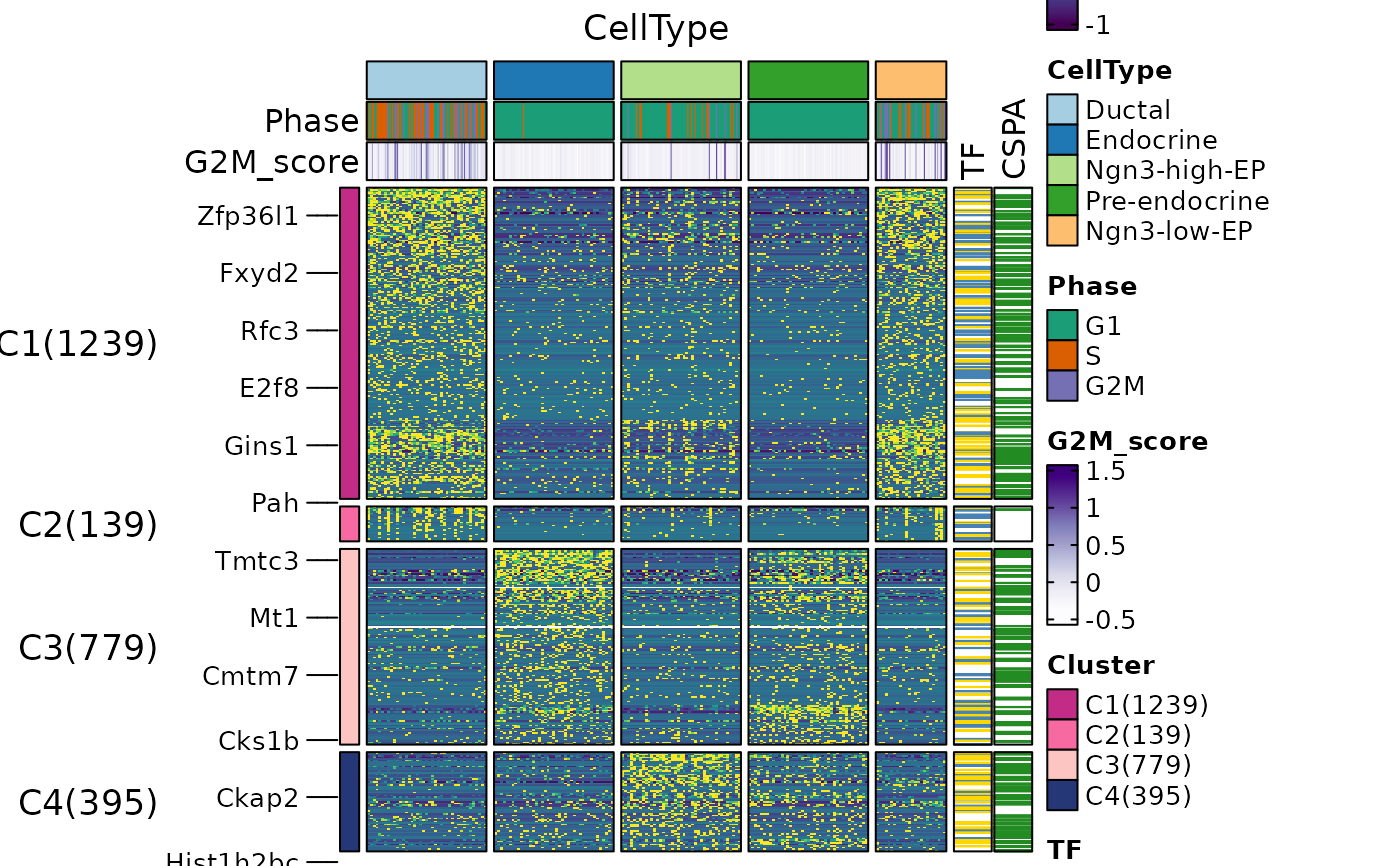 CellType
Phase
G2M_score
TF
CSPA
C1(1239)
Zfp36l1
Fxyd2
Rfc3
E2f8
Gins1
Pah
C2(139)
Tmtc3
Mt1
C3(779)
Cmtm7
Cks1b
C4(395)
Ckap2
Hist1h2bc
-1
CellType
Ductal
Endocrine
Ngn3-high-EP
Pre-endocrine
Ngn3-low-EP
Phase
G1
S
G2M
G2M_score
1.5
1
0.5
0
-0.5
Cluster
C1(1239)
C2(139)
C3(779)
C4(395)
TF